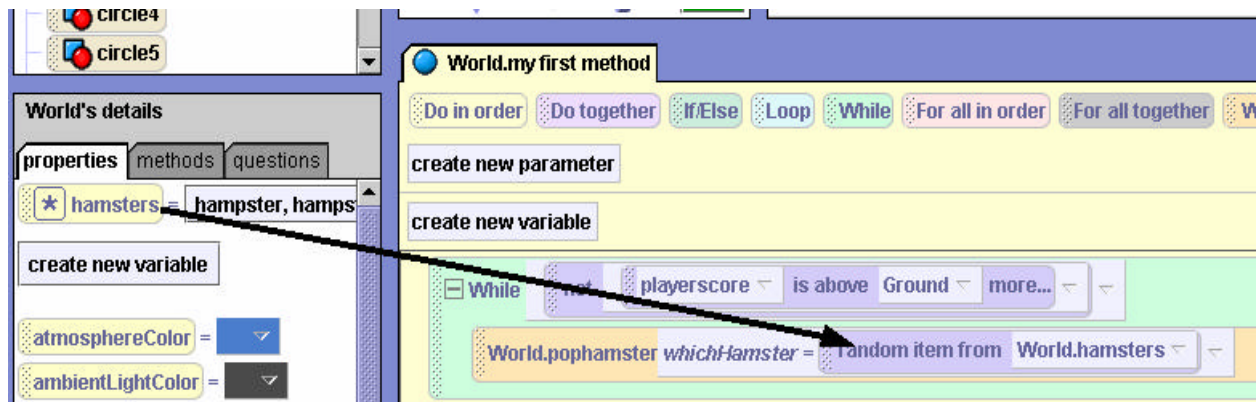 circle4
circle5
World's details
properties methods questions
* hamsters = hampster, hamps
create new variable
atmosphereColor =
ambientLightColor =
World.my first method
Do in order Do together If/Else Loop While For all in order For all together W
create new parameter
create new variable
While not playerscore is above Ground more...
World.pophamster whichHamster = random item from World.hamsters